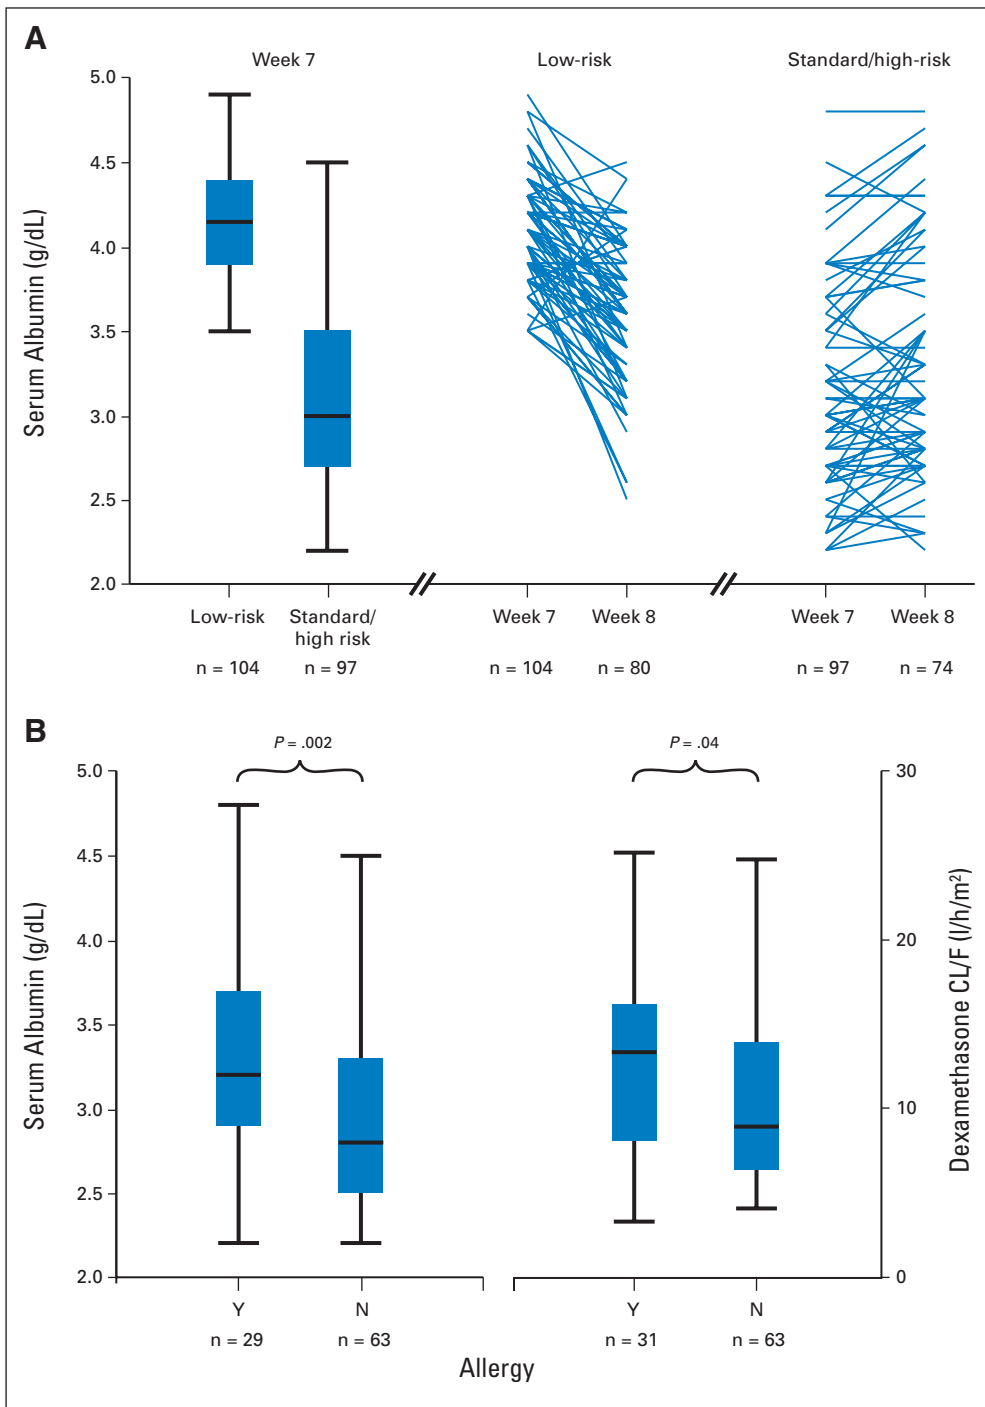 A
Week 7
Low-risk
Standard/high-risk
Serum Albumin (g/dL)
5.0
4.5
4.0
3.5
3.0
2.5
2.0
Low-risk
Standard/
high risk
Week 7
Week 8
Week 7
Week 8
n = 104
n = 97
n = 104
n = 80
n = 97
n = 74
B
P = .002
P = .04
Serum Albumin (g/dL)
5.0
4.5
4.0
3.5
3.0
2.5
2.0
30
20
10
0
Dexamethasone CL/F (l/h/m²)
Y
N
Y
N
n = 29
n = 63
n = 31
n = 63
Allergy